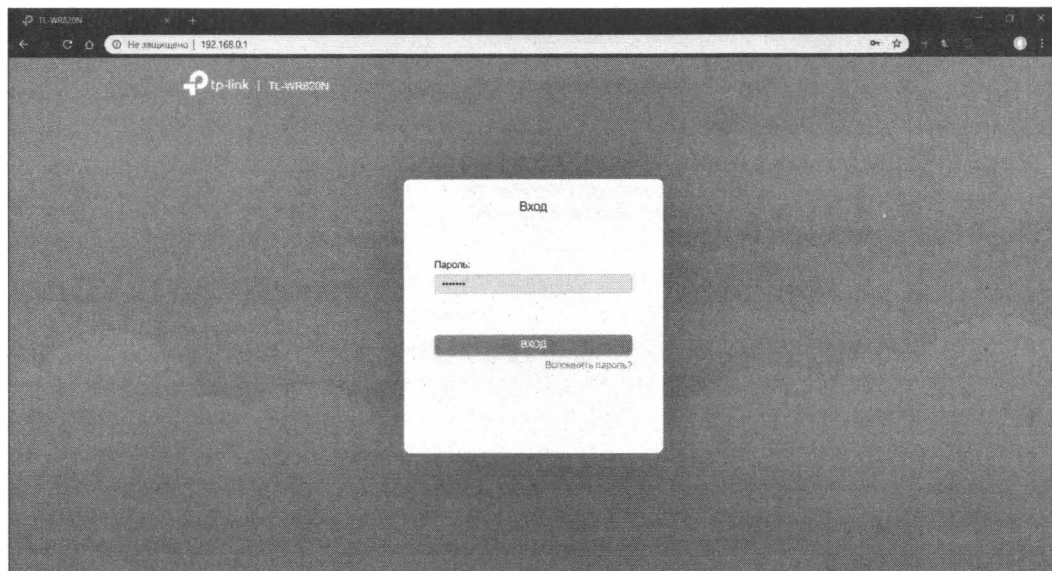 TL-WR820N
Не защищено | 192.168.0.1
tp-link | TL-WR820N
Вход
Пароль:
•••••••
ВХОД
Вспомнить пароль?